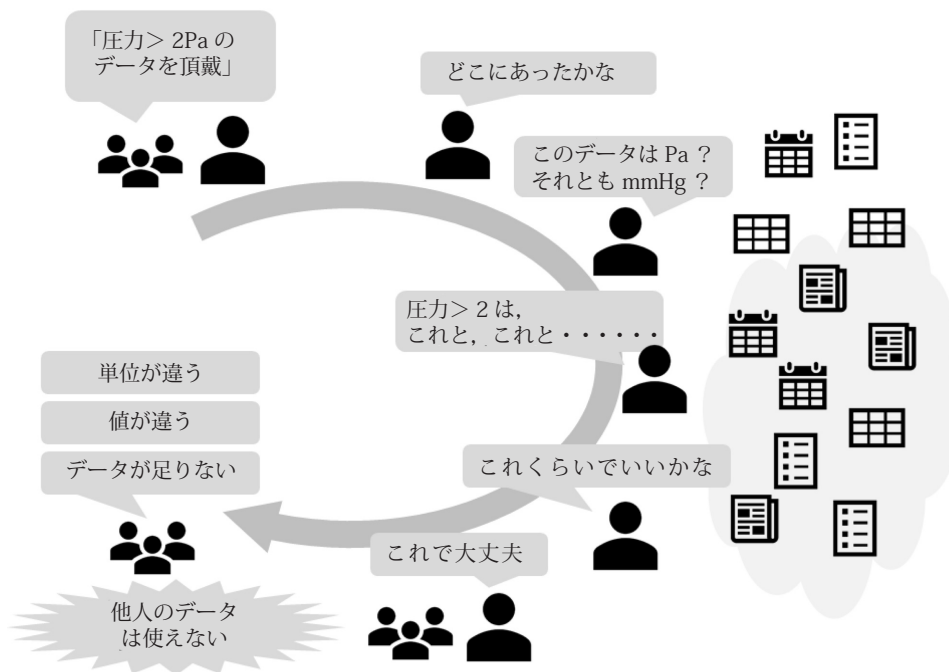 「圧力＞ 2Pa の
データを頂戴」
どこにあったかな
このデータは Pa ？
それとも mmHg ？
圧力＞ 2 は，
これと，これと・・・・・・
これくらいでいいかな
これで大丈夫
単位が違う
値が違う
データが足りない
他人のデータ
は使えない